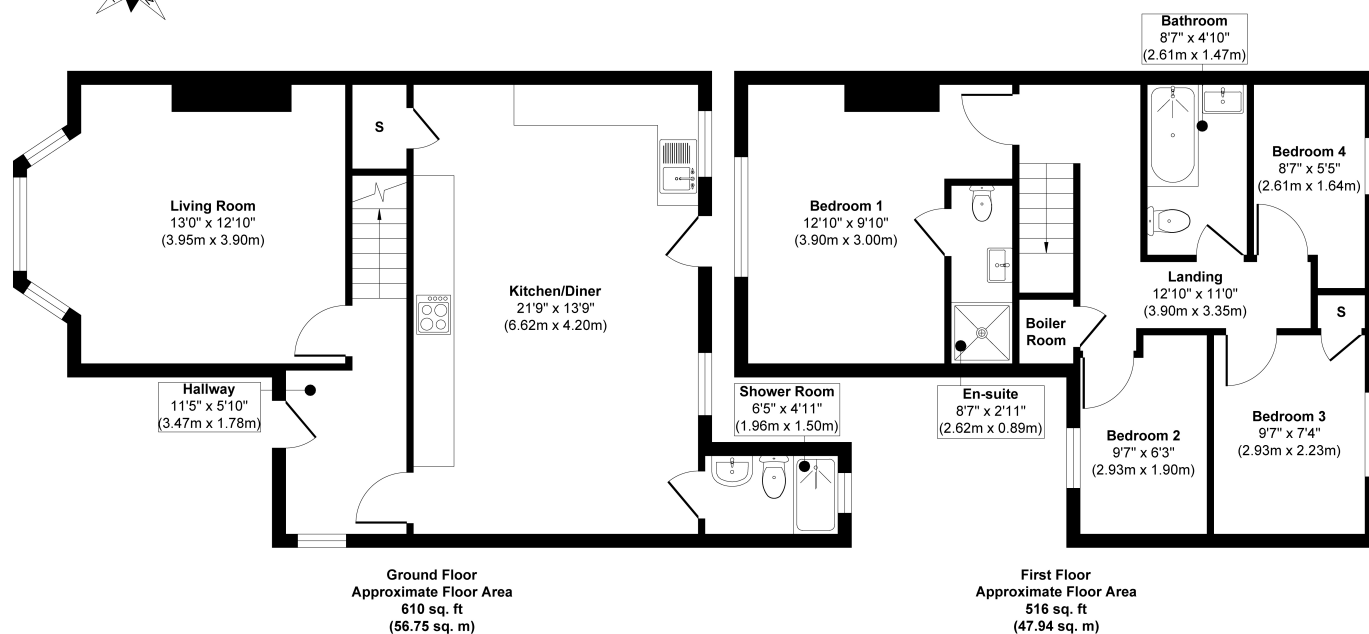 Bathroom
8'7" x 4'10"
(2.61m x 1.47m)
S
Living Room
13'0" x 12'10"
(3.95m x 3.90m)
Kitchen/Diner
21'9" x 13'9"
(6.62m x 4.20m)
Hallway
11'5" x 5'10"
(3.47m x 1.78m)
Shower Room
6'5" x 4'11"
(1.96m x 1.50m)
Ground Floor
Approximate Floor Area
610 sq. ft
(56.75 sq. m)
Bedroom 1
12'10" x 9'10"
(3.90m x 3.00m)
Bedroom 4
8'7" x 5'5"
(2.61m x 1.64m)
Landing
12'10" x 11'0"
(3.90m x 3.35m)
S
Boiler
Room
En-suite
8'7" x 2'11"
(2.62m x 0.89m)
Bedroom 2
9'7" x 6'3"
(2.93m x 1.90m)
Bedroom 3
9'7" x 7'4"
(2.93m x 2.23m)
First Floor
Approximate Floor Area
516 sq. ft
(47.94 sq. m)